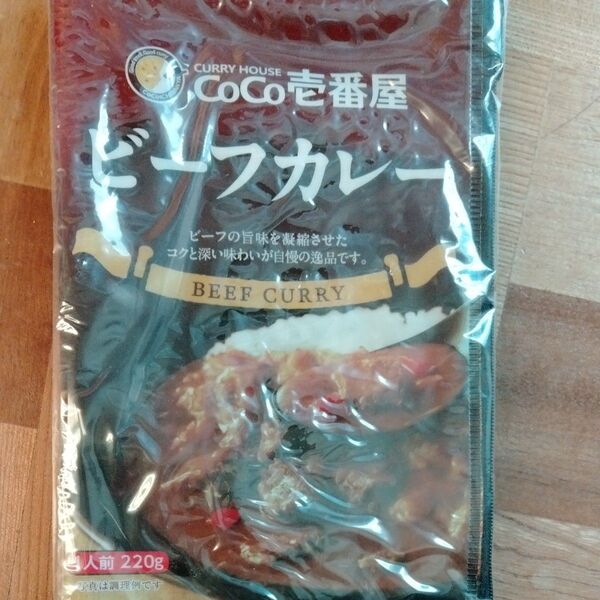 CURRY HOUSE
CoCo壱番屋
ビーフカレー
ビーフの旨味を凝縮させた
コクと深い味わいが自慢の逸品です。
BEEF CURRY
1人前 220g
写真は調理例です